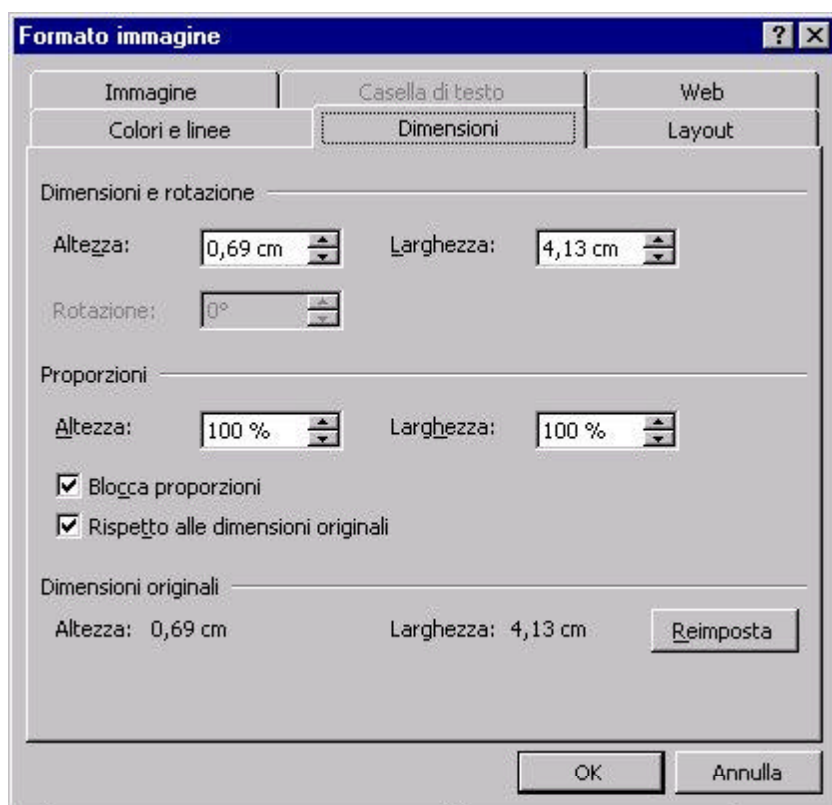 Formato immagine
Immagine Casella di testo Web
Colori e linee Dimensioni Layout
Dimensioni e rotazione
Altezza: 0,69 cm Larghezza: 4,13 cm
Rotazione: 0°
Proporzioni
Altezza: 100 % Larghezza: 100 %
Blocca proporzioni
Rispetto alle dimensioni originali
Dimensioni originali
Altezza: 0,69 cm Larghezza: 4,13 cm Reimposta
OK Annulla